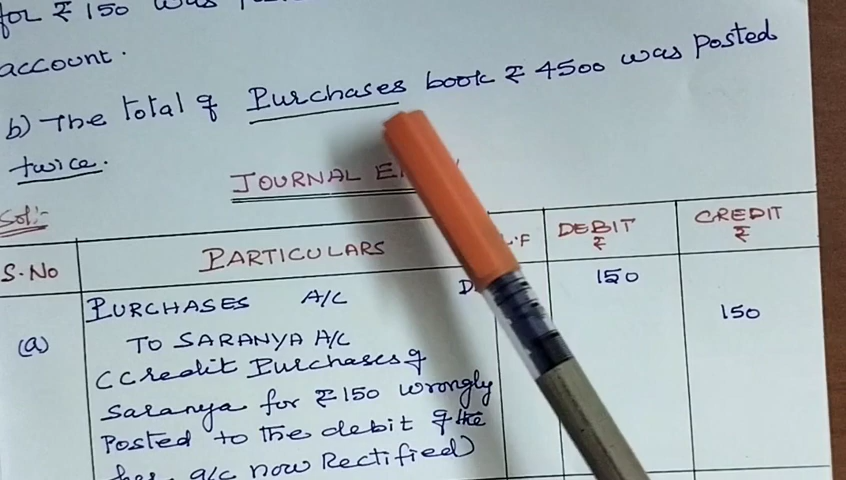 for ₹ 150 was
account.
b) The total of Purchases book ₹ 4500 was posted
twice.
JOURNAL
Sol:-
S.No PARTICULARS L.F DEBIT ₹ CREDIT ₹
(a) PURCHASES A/C D 150
TO SARANYA A/C 150
(Credit Purchases of
Saranya for ₹ 150 wrongly
Posted to the debit of the
her a/c now Rectified)